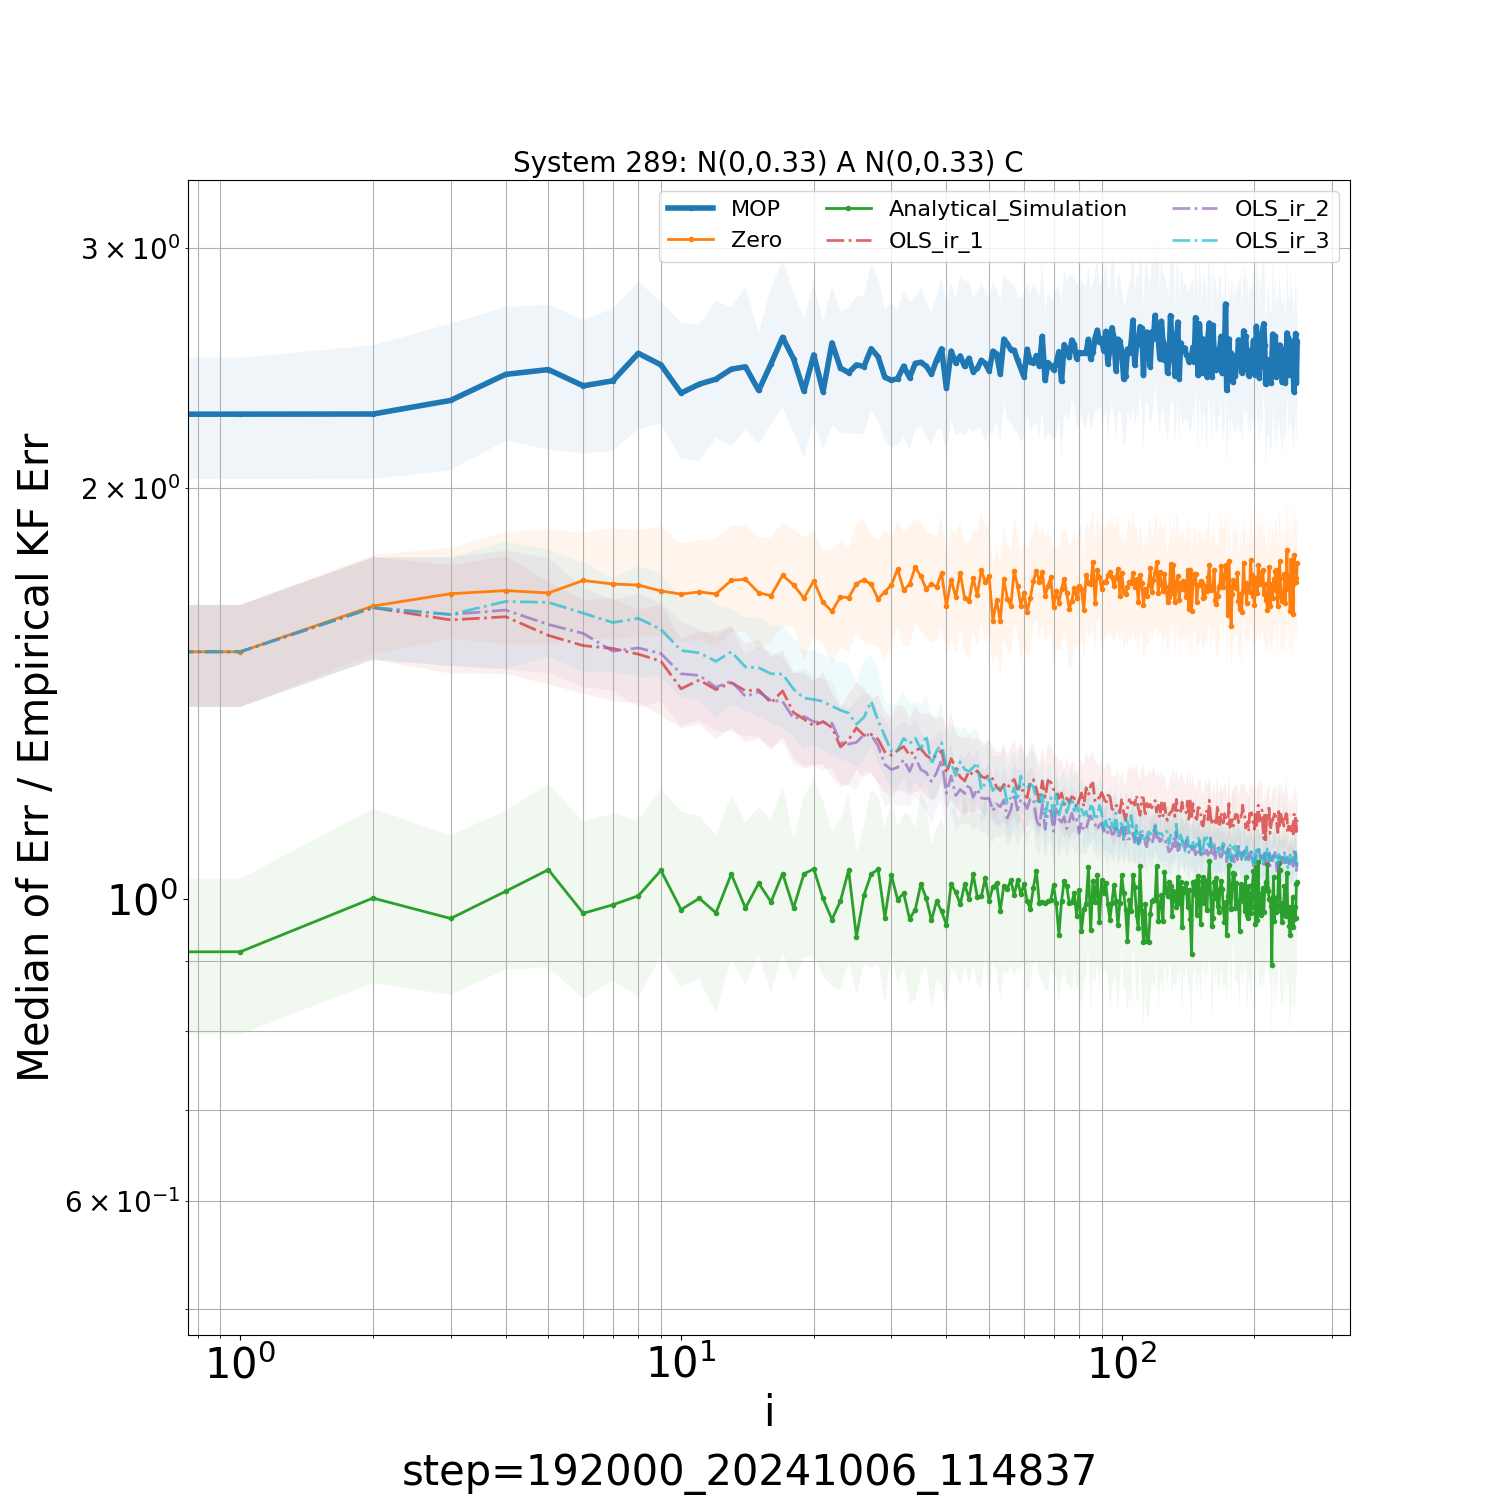 System 289: N(0,0.33) A N(0,0.33) C
MOP
Zero
Analytical_Simulation
OLS_ir_1
OLS_ir_2
OLS_ir_3
Median of Err / Empirical KF Err
3 × 10⁰
2 × 10⁰
10⁰
6 × 10⁻¹
10⁰ 10¹ 10²
i
step=192000_20241006_114837